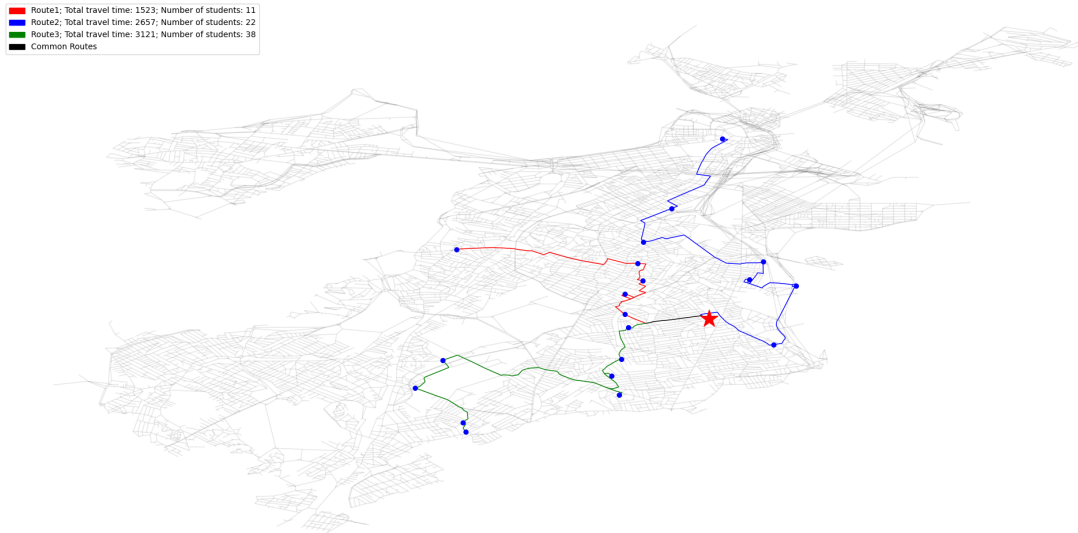 Route1; Total travel time: 1523; Number of students: 11
Route2; Total travel time: 2657; Number of students: 22
Route3; Total travel time: 3121; Number of students: 38
Common Routes